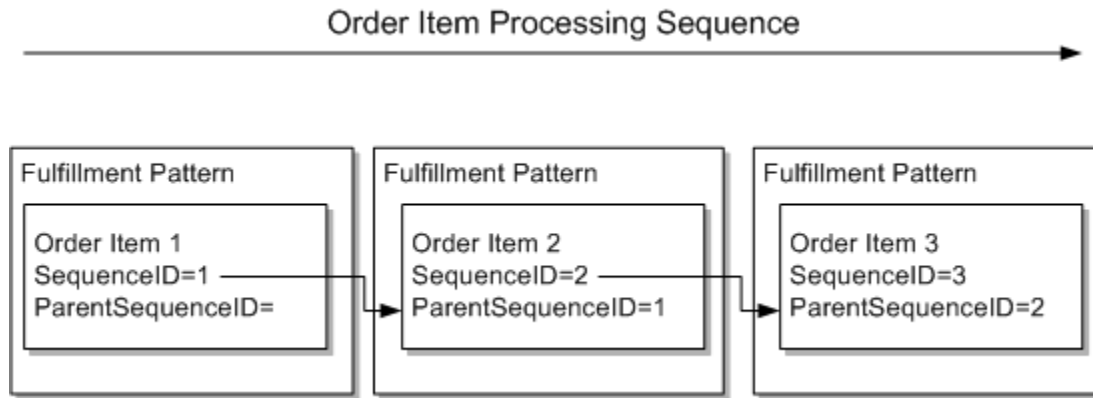 Order Item Processing Sequence
Fulfillment Pattern
Order Item 1
SequenceID=1
ParentSequenceID=
Fulfillment Pattern
Order Item 2
SequenceID=2
ParentSequenceID=1
Fulfillment Pattern
Order Item 3
SequenceID=3
ParentSequenceID=2